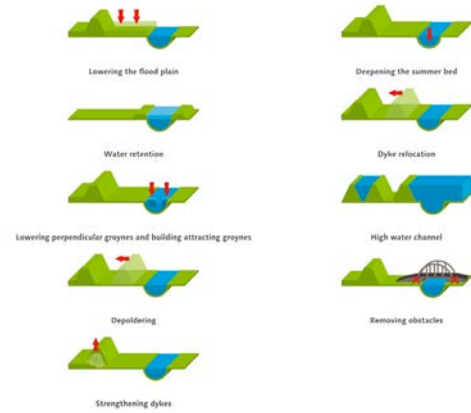 Lowering the flood plain
Deepening the summer bed
Water retention
Dyke relocation
Lowering perpendicular groynes and building attracting groynes
High water channel
Depoldering
Removing obstacles
Strengthening dykes